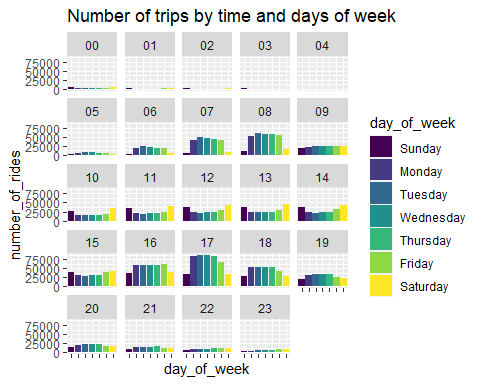 Number of trips by time and days of week
00 01 02 03 04
75000
50000
25000
0
05 06 07 08 09
75000
50000
25000
0
10 11 12 13 14
75000
50000
25000
0
15 16 17 18 19
75000
50000
25000
0
20 21 22 23
75000
50000
25000
0
number_of_rides
day_of_week
day_of_week
Sunday
Monday
Tuesday
Wednesday
Thursday
Friday
Saturday